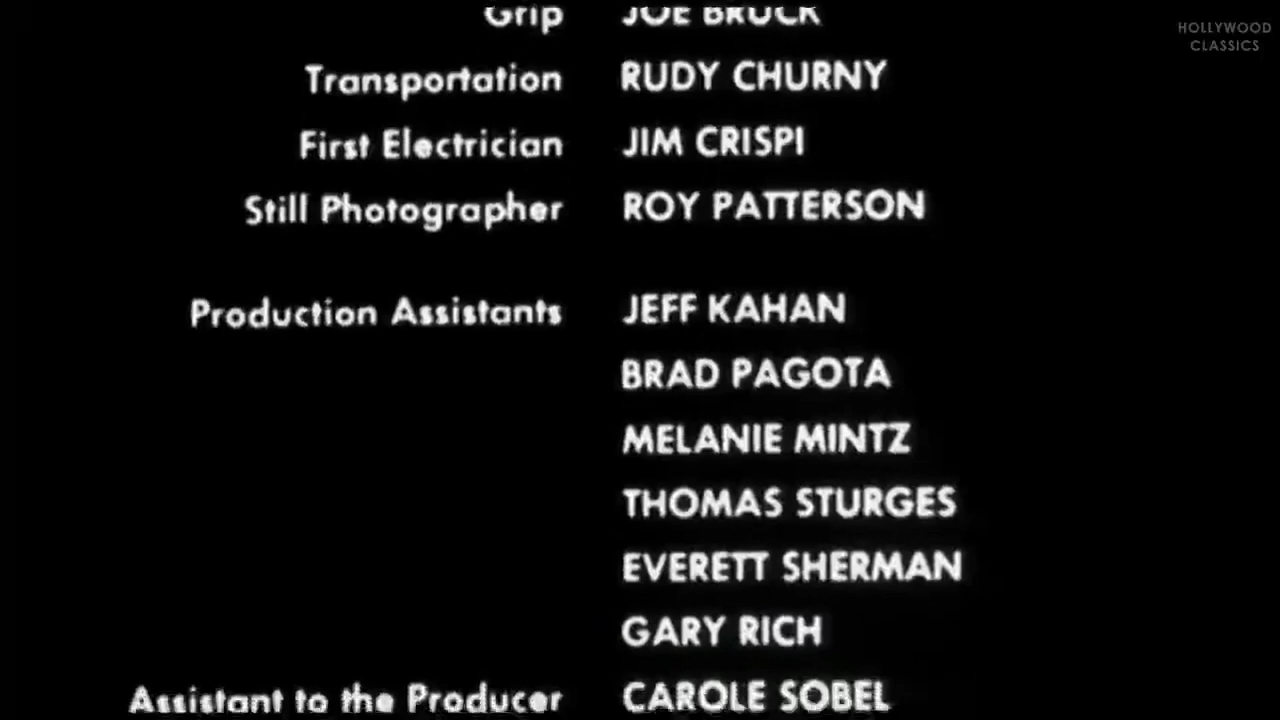 Grip JOE BRUCK
HOLLYWOOD
CLASSICS
Transportation RUDY CHURNY
First Electrician JIM CRISPI
Still Photographer ROY PATTERSON
Production Assistants JEFF KAHAN
BRAD PAGOTA
MELANIE MINTZ
THOMAS STURGES
EVERETT SHERMAN
GARY RICH
Assistant to the Producer CAROLE SOBEL